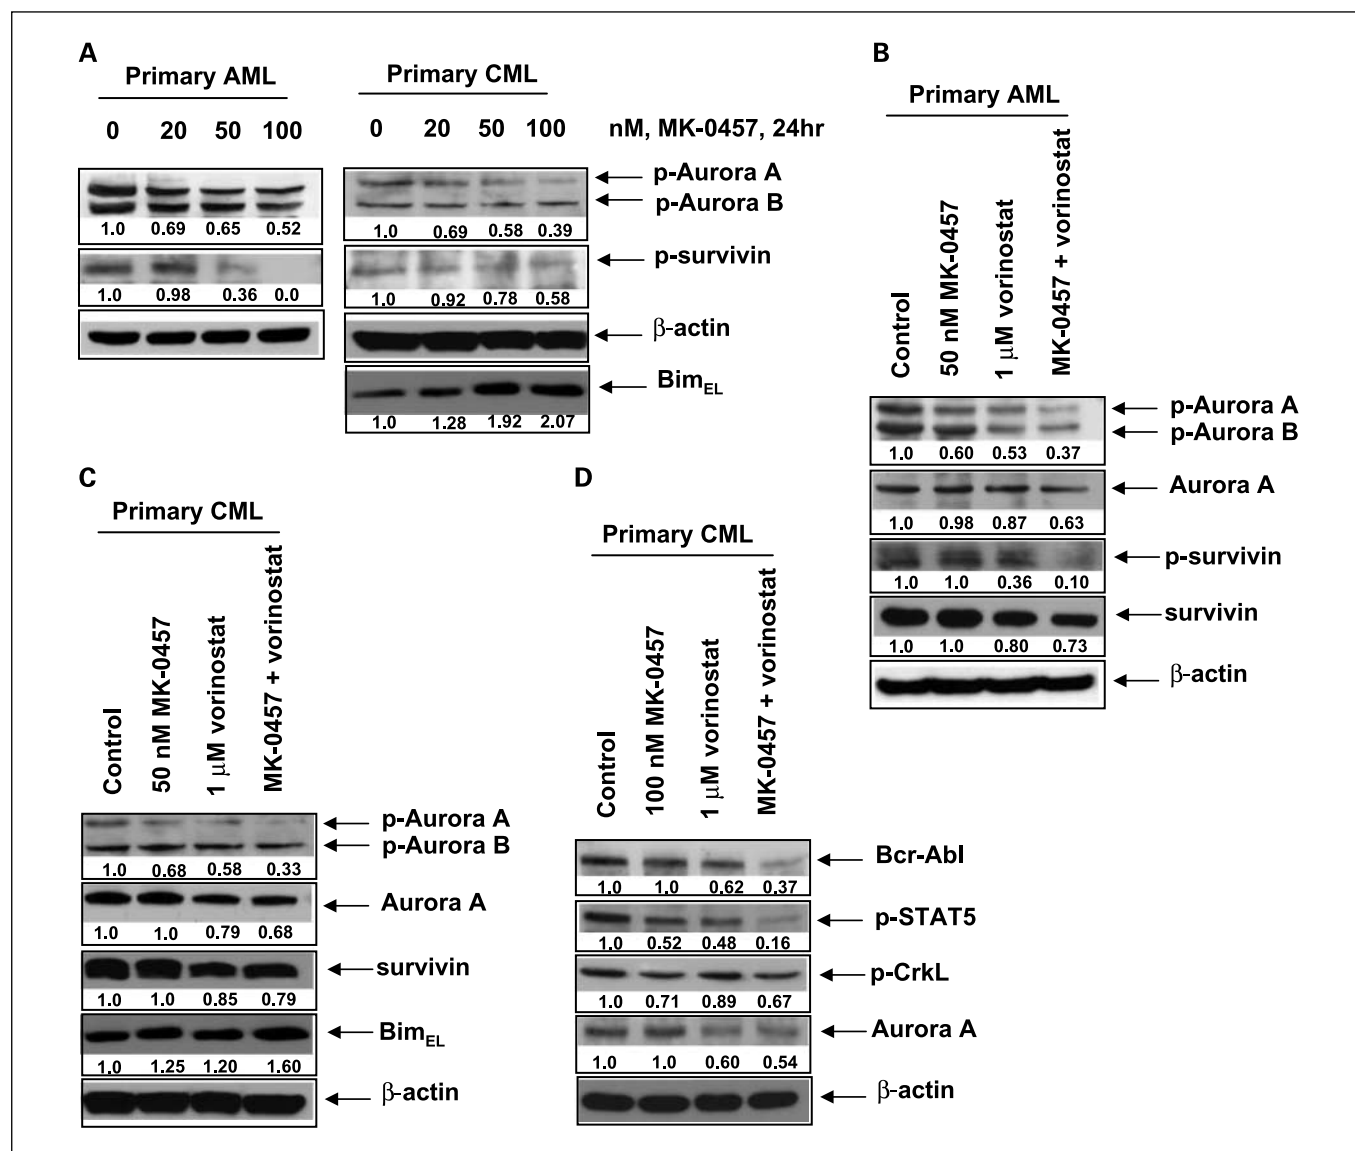 A
Primary AML
Primary CML
0 20 50 100
0 20 50 100
nM, MK-0457, 24hr
p-Aurora A
p-Aurora B
1.0 0.69 0.65 0.52
1.0 0.69 0.58 0.39
p-survivin
1.0 0.98 0.36 0.0
1.0 0.92 0.78 0.58
β-actin
BimEL
1.0 1.28 1.92 2.07
B
Primary AML
Control
50 nM MK-0457
1 μM vorinostat
MK-0457 + vorinostat
p-Aurora A
p-Aurora B
1.0 0.60 0.53 0.37
Aurora A
1.0 0.98 0.87 0.63
p-survivin
1.0 1.0 0.36 0.10
survivin
1.0 1.0 0.80 0.73
β-actin
C
Primary CML
Control
50 nM MK-0457
1 μM vorinostat
MK-0457 + vorinostat
p-Aurora A
p-Aurora B
1.0 0.68 0.58 0.33
Aurora A
1.0 1.0 0.79 0.68
survivin
1.0 1.0 0.85 0.79
BimEL
1.0 1.25 1.20 1.60
β-actin
D
Primary CML
Control
100 nM MK-0457
1 μM vorinostat
MK-0457 + vorinostat
Bcr-Abl
1.0 1.0 0.62 0.37
p-STAT5
1.0 0.52 0.48 0.16
p-CrkL
1.0 0.71 0.89 0.67
Aurora A
1.0 1.0 0.60 0.54
β-actin